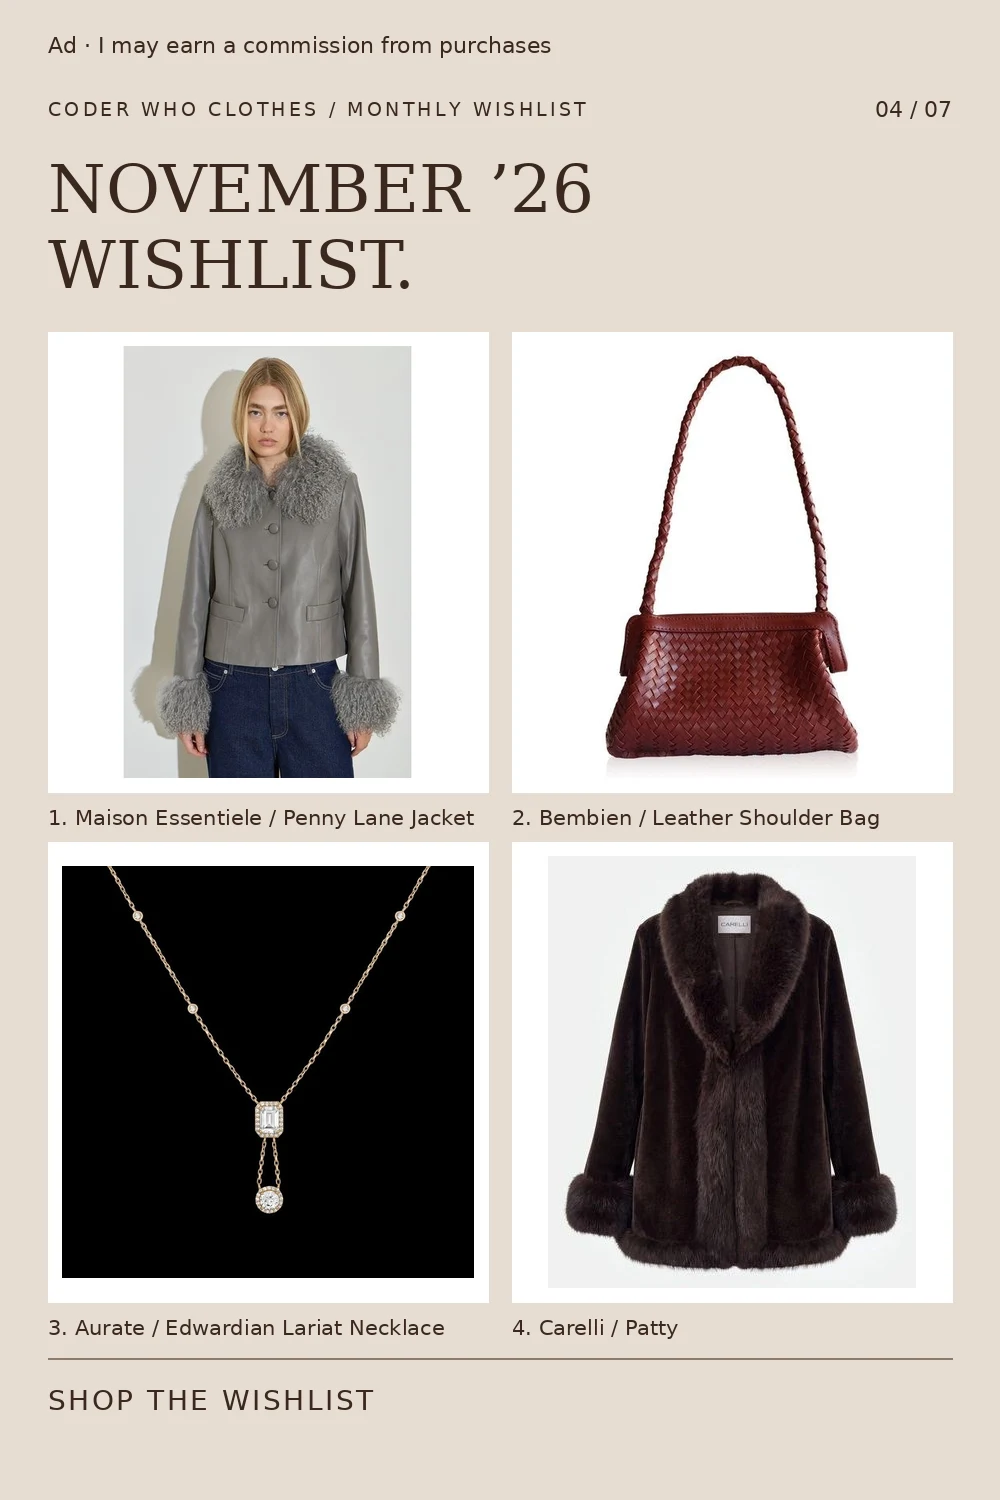 Ad · I may earn a commission from purchases
CODER WHO CLOTHES / MONTHLY WISHLIST
04 / 07
NOVEMBER ’26
WISHLIST.
1. Maison Essentiele / Penny Lane Jacket
2. Bembien / Leather Shoulder Bag
CARELLI
3. Aurate / Edwardian Lariat Necklace
4. Carelli / Patty
SHOP THE WISHLIST